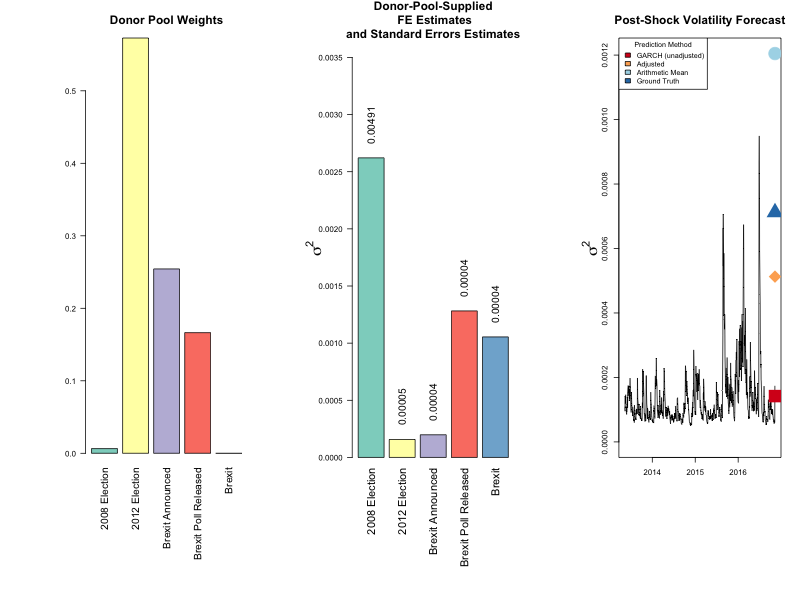 Donor Pool Weights
0.0
0.1
0.2
0.3
0.4
0.5
2008 Election
2012 Election
Brexit Announced
Brexit Poll Released
Brexit
Donor-Pool-Supplied
FE Estimates
and Standard Errors Estimates
σ²
0.0000
0.0005
0.0010
0.0015
0.0020
0.0025
0.0030
0.0035
0.00491
0.00005
0.00004
0.00004
0.00004
2008 Election
2012 Election
Brexit Announced
Brexit Poll Released
Brexit
Post-Shock Volatility Forecast
σ²
0.0000
0.0002
0.0004
0.0006
0.0008
0.0010
0.0012
Prediction Method
GARCH (unadjusted)
Adjusted
Arithmetic Mean
Ground Truth
2014
2015
2016